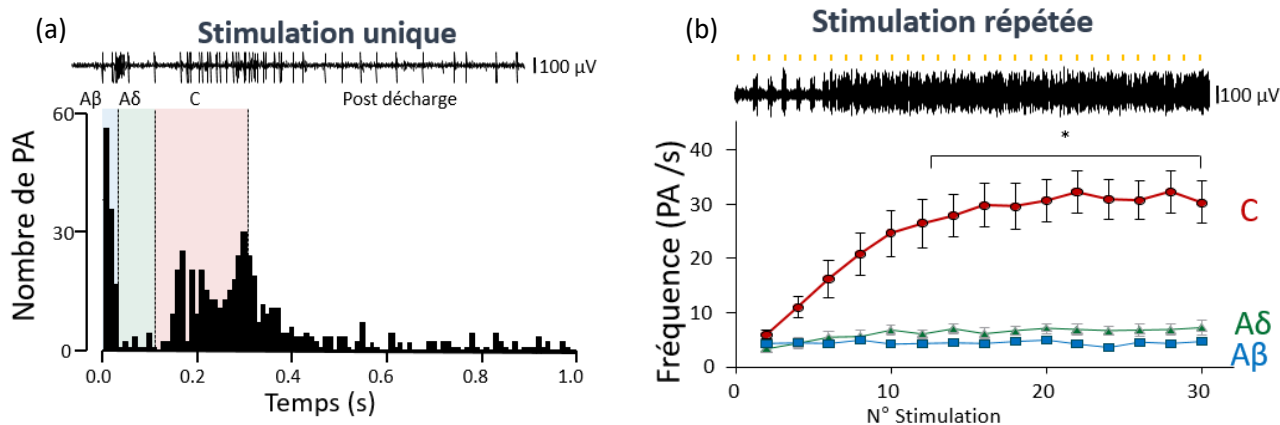 (a)
Stimulation unique
100 µV
Aβ Aδ C Post décharge
Nombre de PA
60
30
0
0.0 0.2 0.4 0.6 0.8 1.0
Temps (s)
(b)
Stimulation répétée
100 µV
*
Fréquence (PA /s)
40
30
20
10
0
C
Aδ
Aβ
0 10 20 30
N° Stimulation